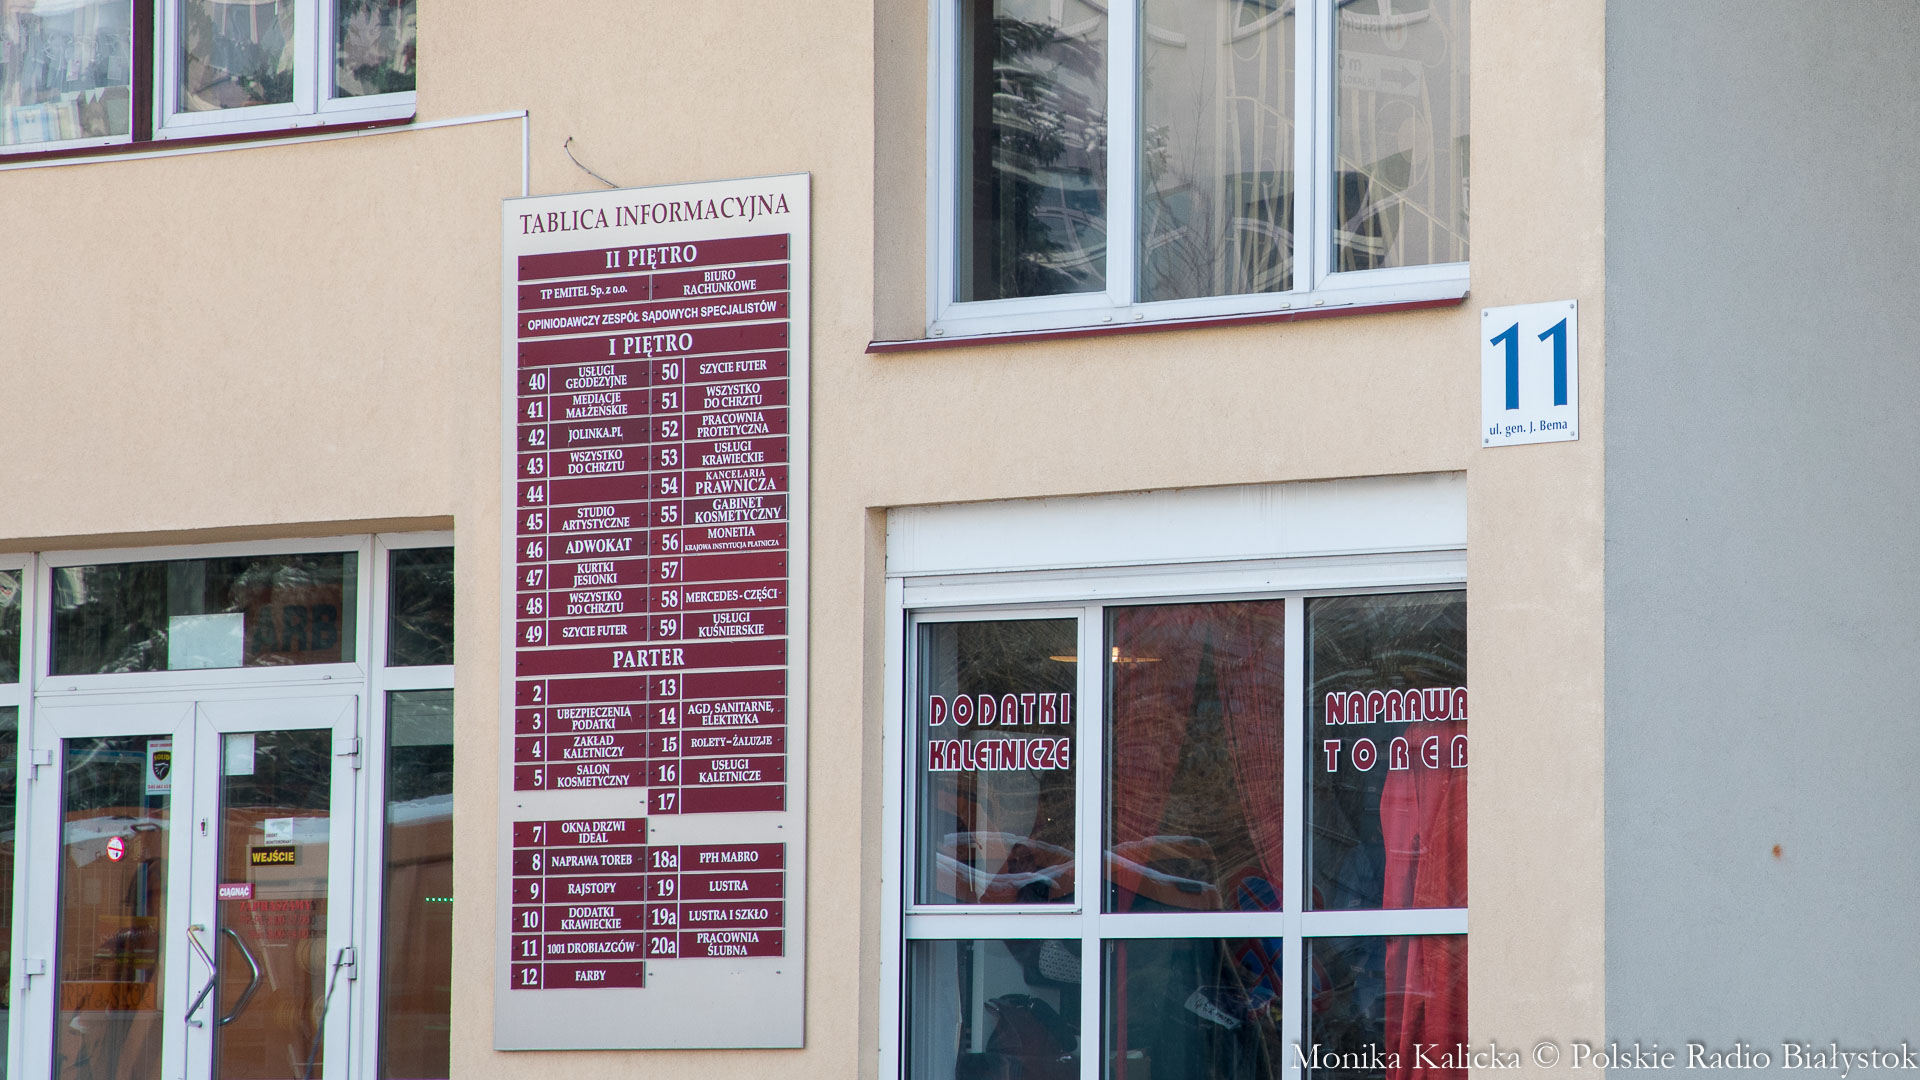 TABLICA INFORMACYJNA
II PIĘTRO
TP EMITEL Sp. z o.o.
BIURO
RACHUNKOWE
OPINIODAWCZY ZESPÓŁ SĄDOWYCH SPECJALISTÓW
I PIĘTRO
40 USŁUGI
GEODEZYJNE
41 MEDIACJE
MAŁŻEŃSKIE
42 JOLINKA.PL
43 WSZYSTKO
DO CHRZTU
44
45 STUDIO
ARTYSTYCZNE
46 ADWOKAT
47 KURTKI
JESIONKI
48 WSZYSTKO
DO CHRZTU
49 SZYCIE FUTER
50 SZYCIE FUTER
51 WSZYSTKO
DO CHRZTU
52 PRACOWNIA
PROTETYCZNA
53 USŁUGI
KRAWIECKIE
54 KANCELARIA
PRAWNICZA
55 GABINET
KOSMETYCZNY
56 MONETIA
KRAJOWA INSTYTUCJA PŁATNICZA
57
58 MERCEDES-CZĘŚCI
59 USŁUGI
KUŚNIERSKIE
PARTER
2
3 UBEZPIECZENIA
PODATKI
4 ZAKŁAD
KALETNICZY
5 SALON
KOSMETYCZNY
7 OKNA DRZWI
IDEAL
8 NAPRAWA TOREB
9 RAJSTOPY
10 DODATKI
KRAWIECKIE
11 1001 DROBIAZGÓW
12 FARBY
13
14 AGD, SANITARNE,
ELEKTRYKA
15 ROLETY-ŻALUZJE
16 USŁUGI
KALETNICZE
17
18a PPH MABRO
19 LUSTRA
19a LUSTRA I SZKŁO
20a PRACOWNIA
ŚLUBNA
11
ul. gen. J. Bema
DODATKI
KALETNICZE
NAPRAWA
TOREB
WEJŚCIE
CIĄGNĄĆ
SOLID
Monika Kalicka © Polskie Radio Białystok